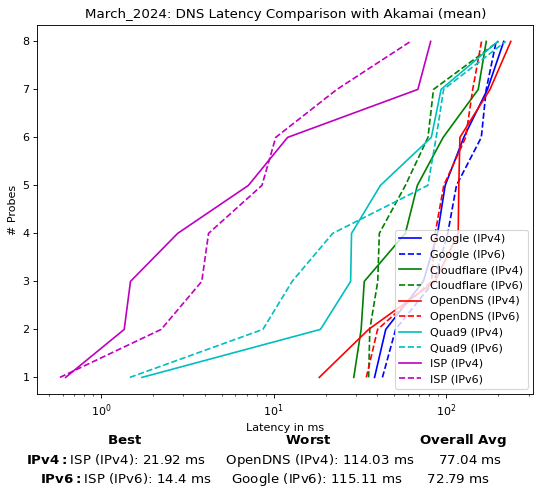 March_2024: DNS Latency Comparison with Akamai (mean)
8
7
6
5
4
3
2
1
# Probes
Google (IPv4)
Google (IPv6)
Cloudflare (IPv4)
Cloudflare (IPv6)
OpenDNS (IPv4)
OpenDNS (IPv6)
Quad9 (IPv4)
Quad9 (IPv6)
ISP (IPv4)
ISP (IPv6)
10⁰ 10¹ 10²
Latency in ms
Best Worst Overall Avg
IPv4: ISP (IPv4): 21.92 ms OpenDNS (IPv4): 114.03 ms 77.04 ms
IPv6: ISP (IPv6): 14.4 ms Google (IPv6): 115.11 ms 72.79 ms